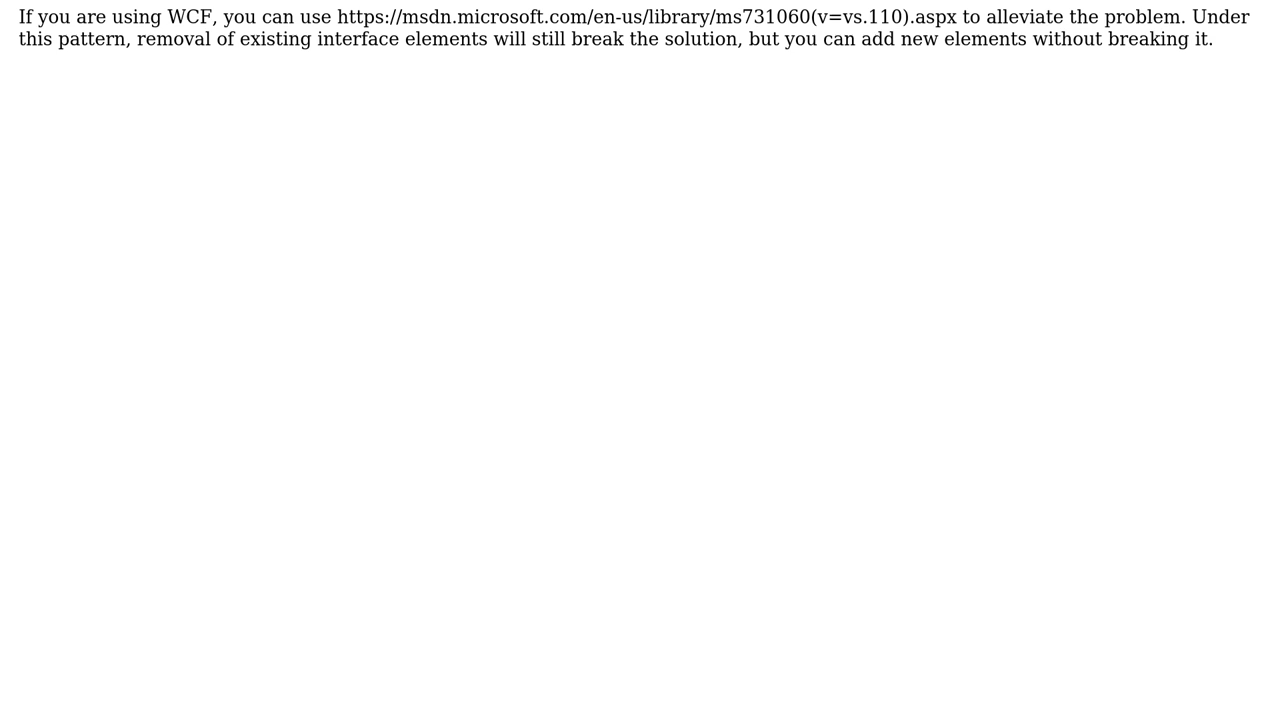 If you are using WCF, you can use https://msdn.microsoft.com/en-us/library/ms731060(v=vs.110).aspx to alleviate the problem. Under
this pattern, removal of existing interface elements will still break the solution, but you can add new elements without breaking it.